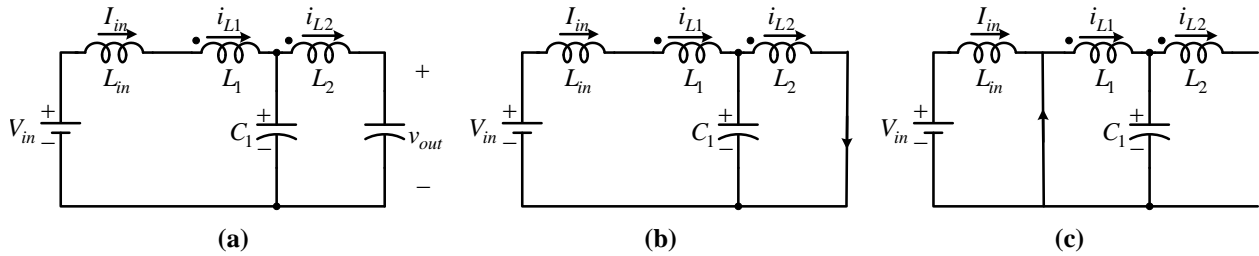 I_in i_L1 i_L2
L_in L_1 L_2
V_in + − C_1 + − + v_out −
(a)
I_in i_L1 i_L2
L_in L_1 L_2
V_in + − C_1 + −
(b)
I_in i_L1 i_L2
L_in L_1 L_2
V_in + − C_1 + −
(c)